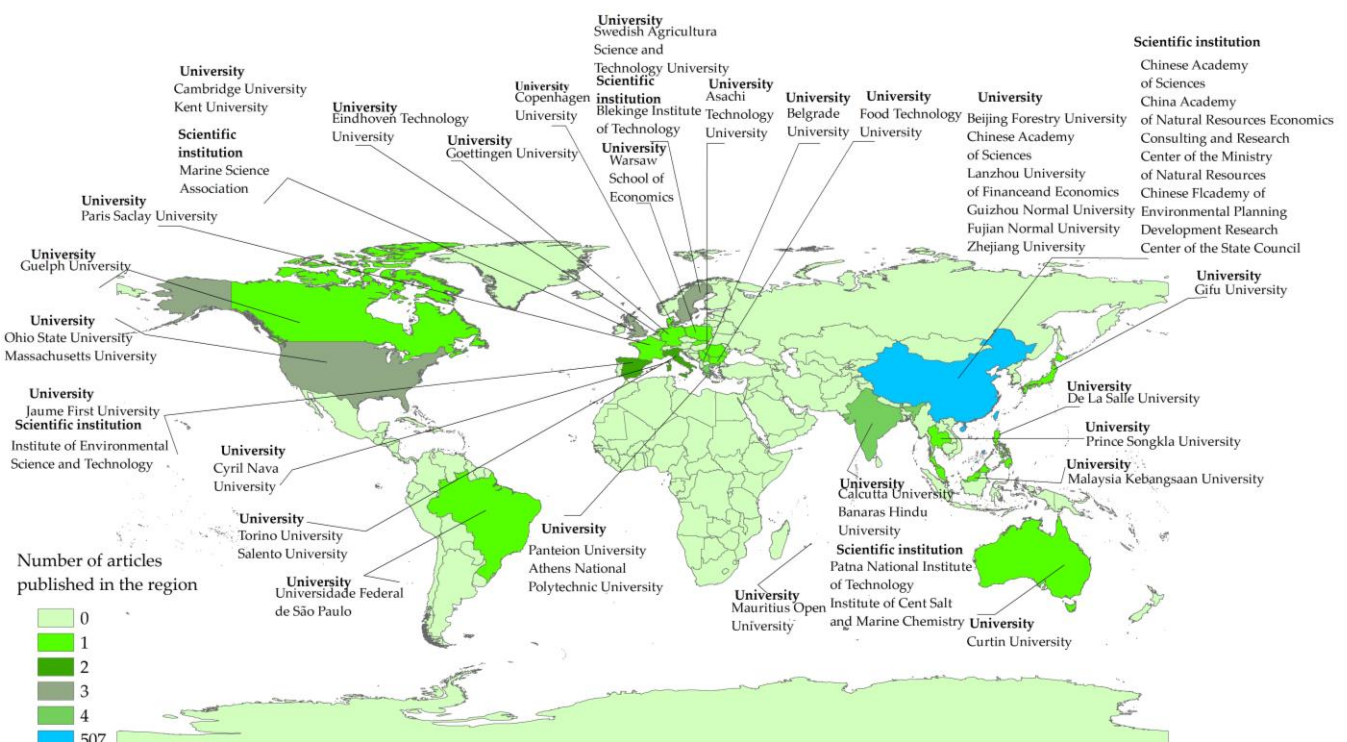 University
Swedish Agricultura
Science and
Technology University
Scientific
institution
Blekinge Institute
of Technology
University
Warsaw
School of
Economics
Scientific institution
Chinese Academy
of Sciences
China Academy
of Natural Resources Economics
Consulting and Research
Center of the Ministry
of Natural Resources
Chinese Flcademy of
Environmental Planning
Development Research
Center of the State Council
University
Cambridge University
Kent University
Scientific
institution
Marine Science
Association
University
Eindhoven Technology
University
University
Goettingen University
University
Copenhagen
University
University
Asachi
Technology
University
University
Belgrade
University
University
Food Technology
University
University
Beijing Forestry University
Chinese Academy
of Sciences
Lanzhou University
of Financeand Economics
Guizhou Normal University
Fujian Normal University
Zhejiang University
University
Paris Saclay University
University
Guelph University
University
Ohio State University
Massachusetts University
University
Jaume First University
Scientific institution
Institute of Environmental
Science and Technology
University
Cyril Nava
University
University
Torino University
Salento University
University
Universidade Federal
de São Paulo
University
Panteion University
Athens National
Polytechnic University
University
Mauritius Open
University
University
Calcutta University
Banaras Hindu
University
Scientific institution
Patna National Institute
of Technology
Institute of Cent Salt
and Marine Chemistry
University
Curtin University
University
Gifu University
University
De La Salle University
University
Prince Songkla University
University
Malaysia Kebangsaan University
Number of articles
published in the region
0
1
2
3
4
507